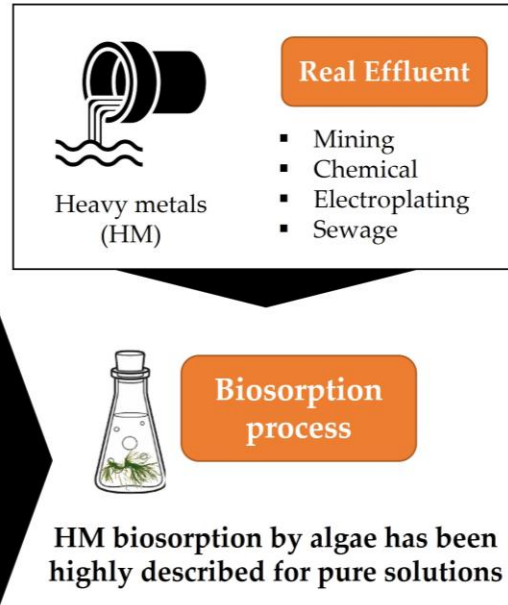 Real Effluent
Heavy metals
(HM)
▪ Mining
▪ Chemical
▪ Electroplating
▪ Sewage
Biosorption
process
HM biosorption by algae has been
highly described for pure solutions